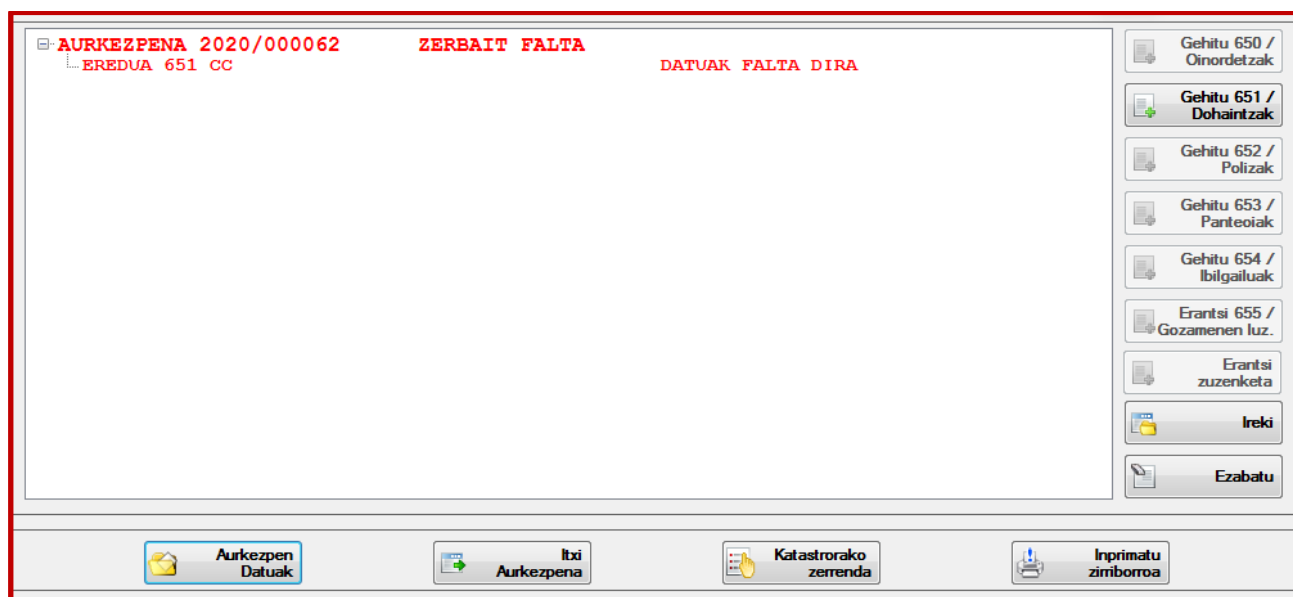 AURKEZPENA 2020/000062 ZERBAIT FALTA
EREDUA 651 CC DATUAK FALTA DIRA
Gehitu 650 /
Oinordetzak
Gehitu 651 /
Dohaintzak
Gehitu 652 /
Polizak
Gehitu 653 /
Panteoiak
Gehitu 654 /
Ibilgailuak
Erantsi 655 /
Gozamenen luz.
Erantsi
zuzenketa
Ireki
Ezabatu
Aurkezpen
Datuak
Itxi
Aurkezpena
Katastrorako
zerrenda
Inprimatu
zirriborroa